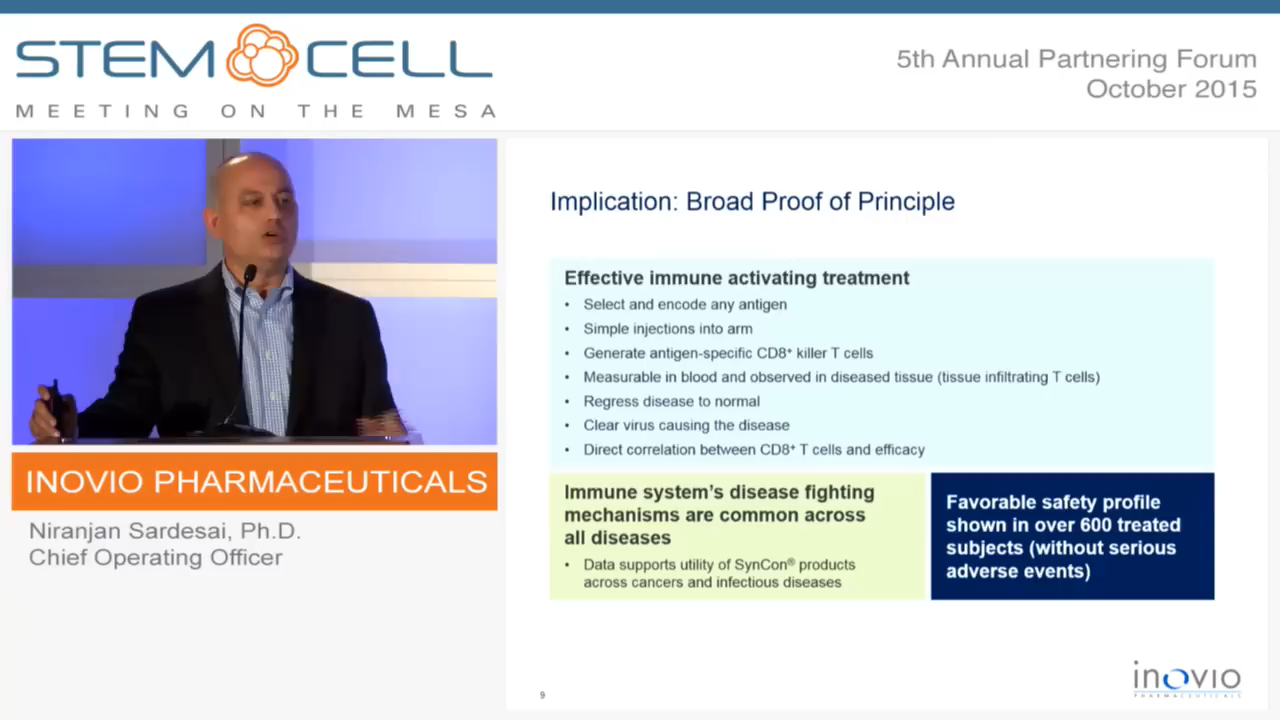 STEM CELL
MEETING ON THE MESA
5th Annual Partnering Forum
October 2015
INOVIO PHARMACEUTICALS
Niranjan Sardesai, Ph.D.
Chief Operating Officer
Implication: Broad Proof of Principle
Effective immune activating treatment
• Select and encode any antigen
• Simple injections into arm
• Generate antigen-specific CD8⁺ killer T cells
• Measurable in blood and observed in diseased tissue (tissue infiltrating T cells)
• Regress disease to normal
• Clear virus causing the disease
• Direct correlation between CD8⁺ T cells and efficacy
Immune system’s disease fighting
mechanisms are common across
all diseases
• Data supports utility of SynCon® products
across cancers and infectious diseases
Favorable safety profile
shown in over 600 treated
subjects (without serious
adverse events)
9
inovio
PHARMACEUTICALS